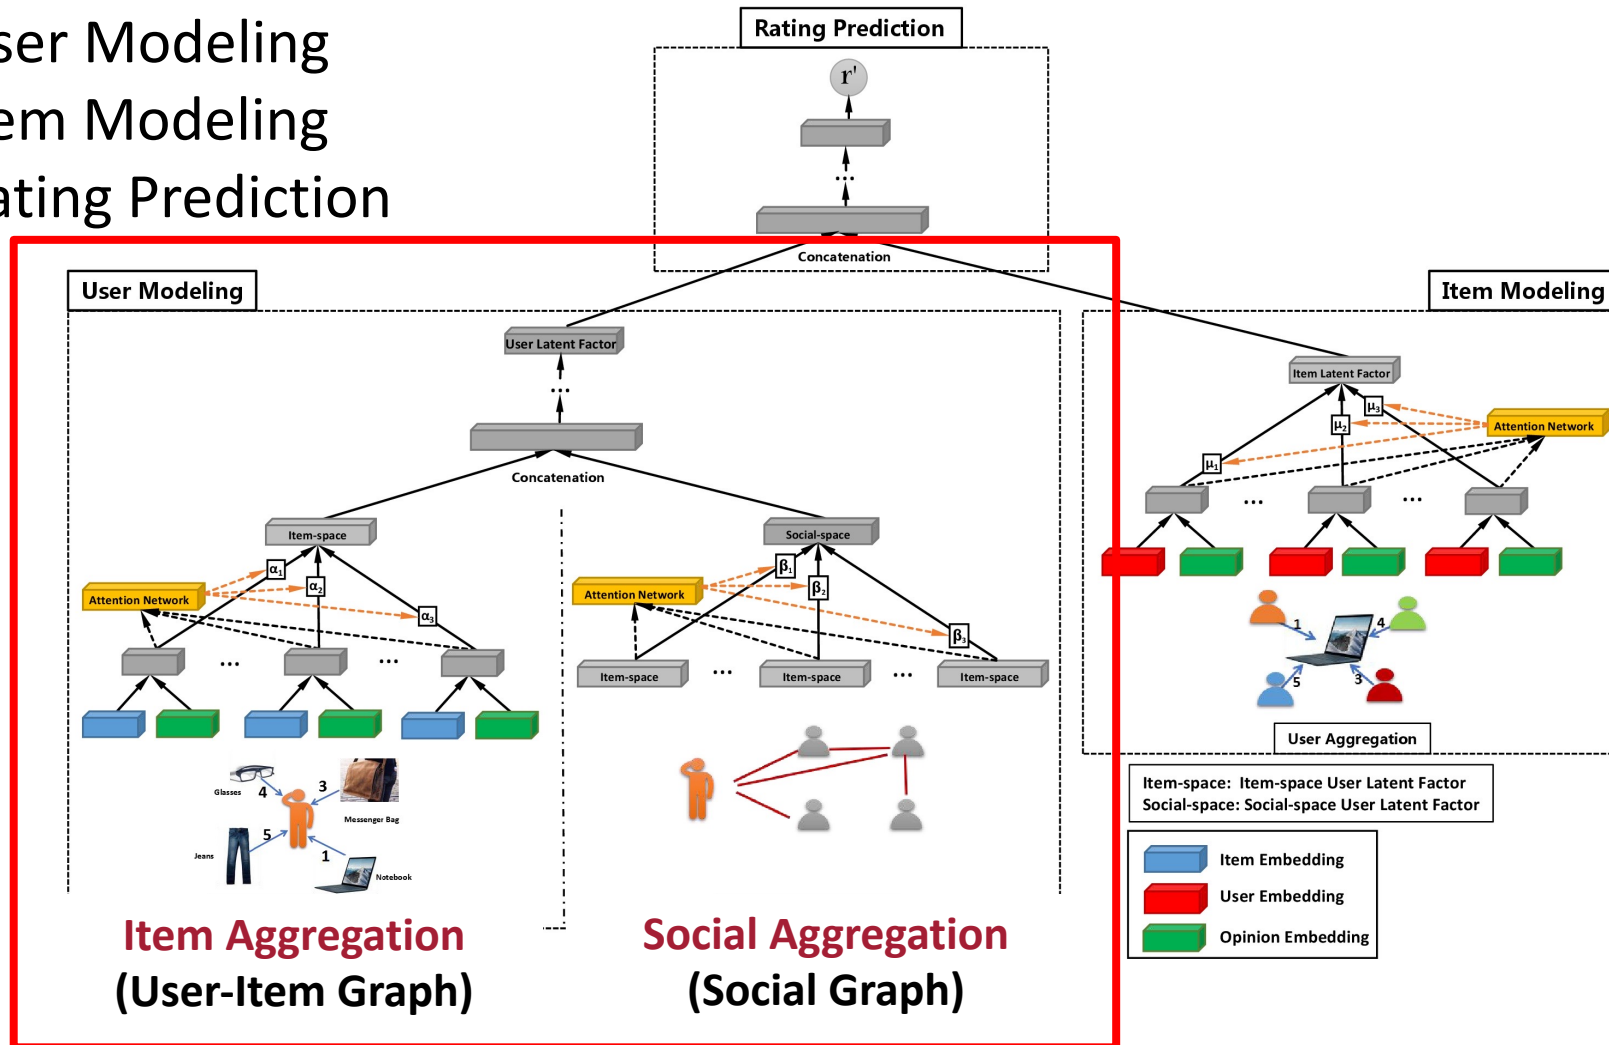 ser Modeling
em Modeling
ating Prediction
Rating Prediction
r'
...
Concatenation
User Modeling
User Latent Factor
...
Concatenation
Item-space
α1
α2
α3
Attention Network
...
...
Glasses
4
3
Messenger Bag
Jeans
5
1
Notebook
Item Aggregation
(User-Item Graph)
Social-space
β1
β2
β3
Attention Network
Item-space
...
Item-space
...
Item-space
Social Aggregation
(Social Graph)
Item Modeling
Item Latent Factor
μ3
μ2
μ1
Attention Network
...
...
1
4
5
3
User Aggregation
Item-space: Item-space User Latent Factor
Social-space: Social-space User Latent Factor
Item Embedding
User Embedding
Opinion Embedding